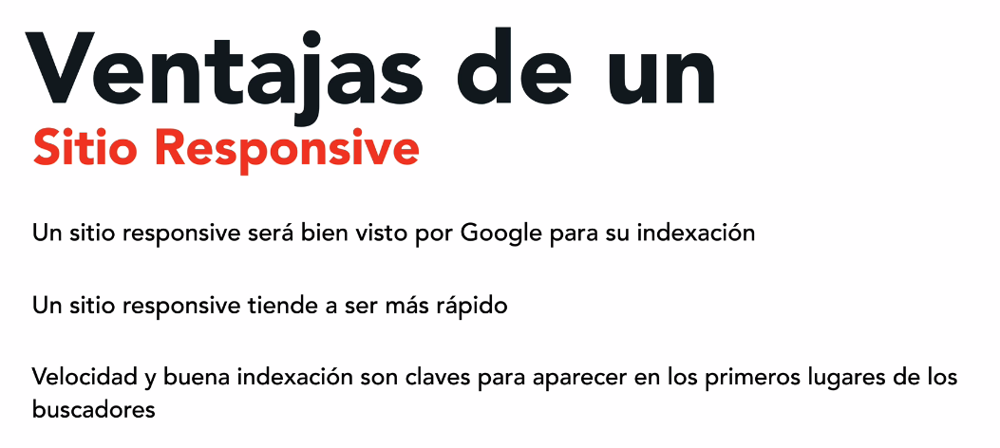 Ventajas de un
Sitio Responsive
Un sitio responsive será bien visto por Google para su indexación
Un sitio responsive tiende a ser más rápido
Velocidad y buena indexación son claves para aparecer en los primeros lugares de los
buscadores